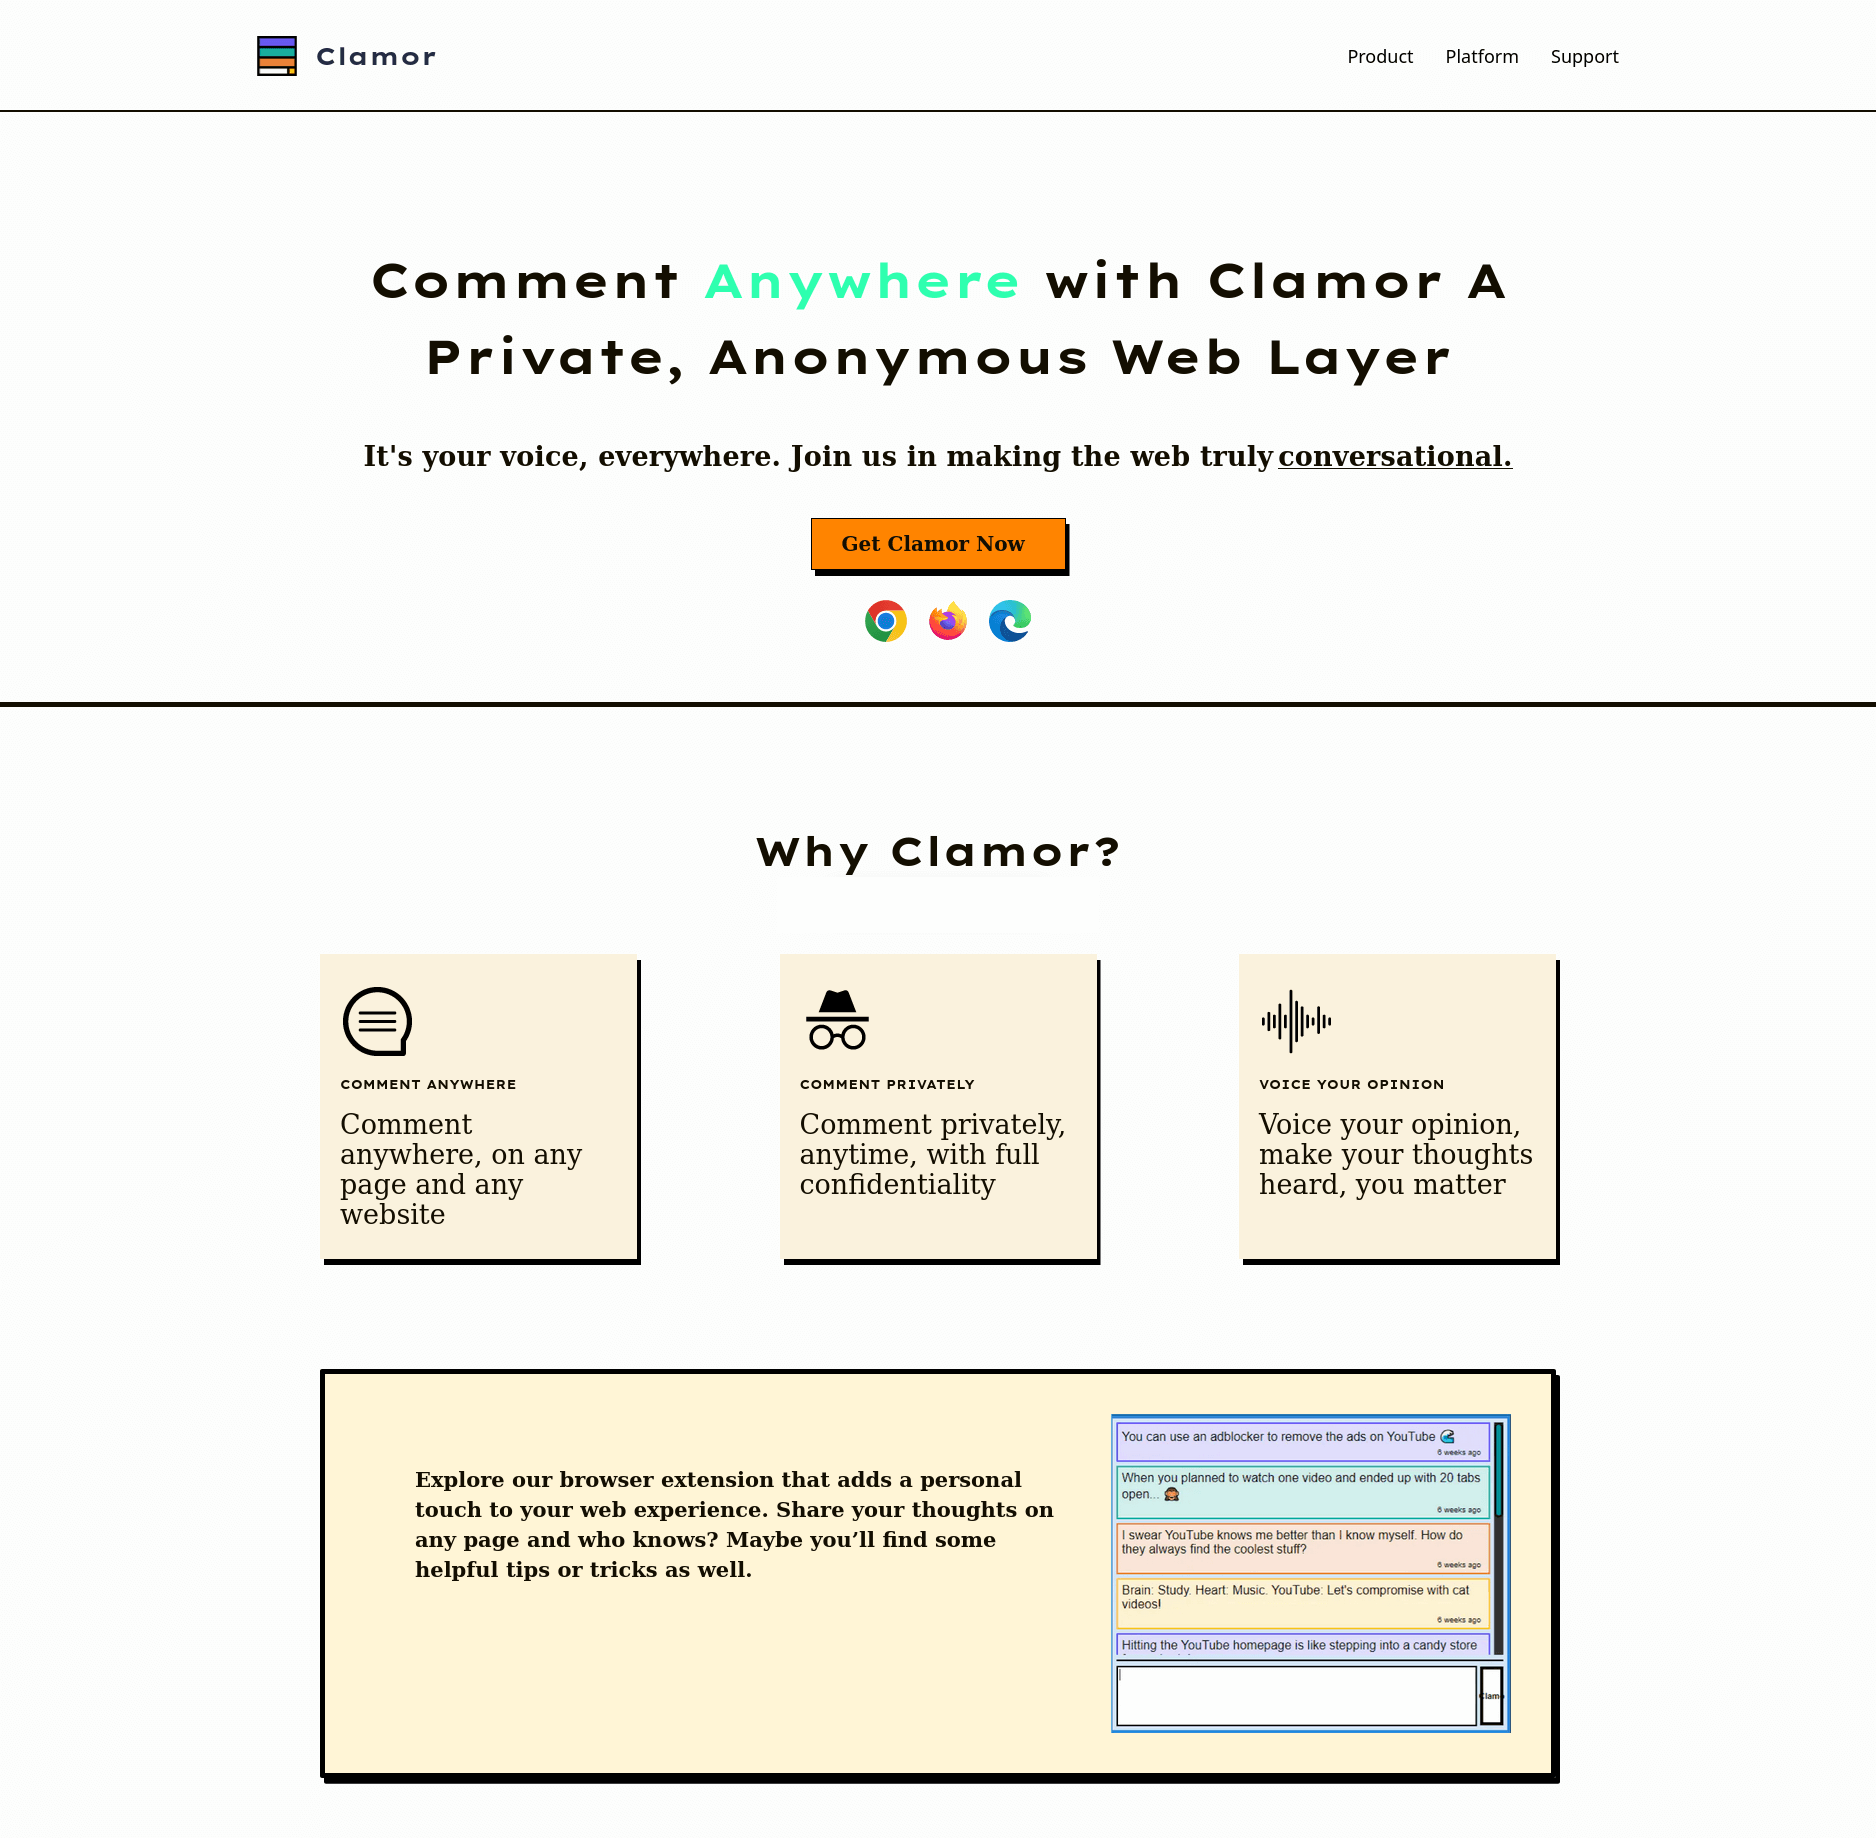 Clamor
Product Platform Support
Comment Anywhere with Clamor A
Private, Anonymous Web Layer
It's your voice, everywhere. Join us in making the web truly conversational.
Get Clamor Now
Why Clamor?
COMMENT ANYWHERE
Comment
anywhere, on any
page and any
website
COMMENT PRIVATELY
Comment privately,
anytime, with full
confidentiality
VOICE YOUR OPINION
Voice your opinion,
make your thoughts
heard, you matter
Explore our browser extension that adds a personal
touch to your web experience. Share your thoughts on
any page and who knows? Maybe you’ll find some
helpful tips or tricks as well.
You can use an adblocker to remove the ads on YouTube
6 weeks ago
When you planned to watch one video and ended up with 20 tabs
open...
6 weeks ago
I swear YouTube knows me better than I know myself. How do
they always find the coolest stuff?
6 weeks ago
Brain: Study. Heart: Music. YouTube: Let's compromise with cat
videos!
6 weeks ago
Hitting the YouTube homepage is like stepping into a candy store